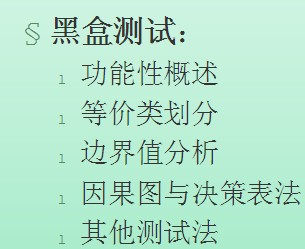 § 黑盒测试：
ı 功能性概述
ı 等价类划分
ı 边界值分析
ı 因果图与决策表法
ı 其他测试法